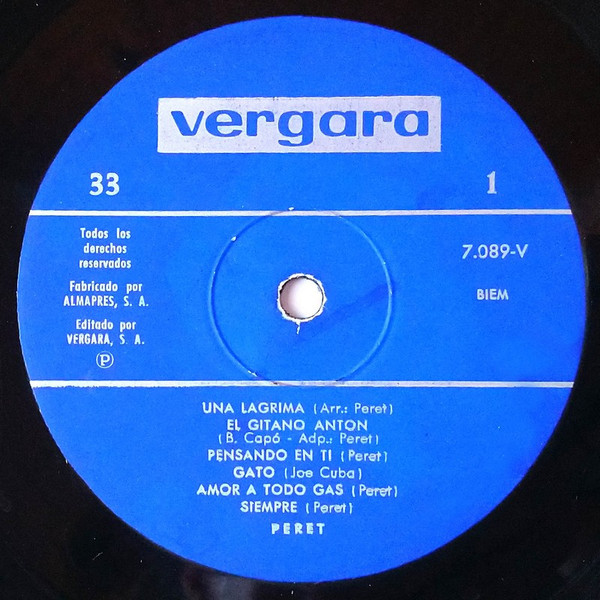 vergara
33
1
Todos los
derechos
reservados
Fabricado por
ALMAPRES, S. A.
Editado por
VERGARA, S. A.
Ⓟ
7.089-V
BIEM
UNA LAGRIMA (Arr.: Peret)
EL GITANO ANTON
(B. Capó - Adp.: Peret)
PENSANDO EN TI (Peret)
GATO (Joe Cuba)
AMOR A TODO GAS (Peret)
SIEMPRE (Peret)
PERET